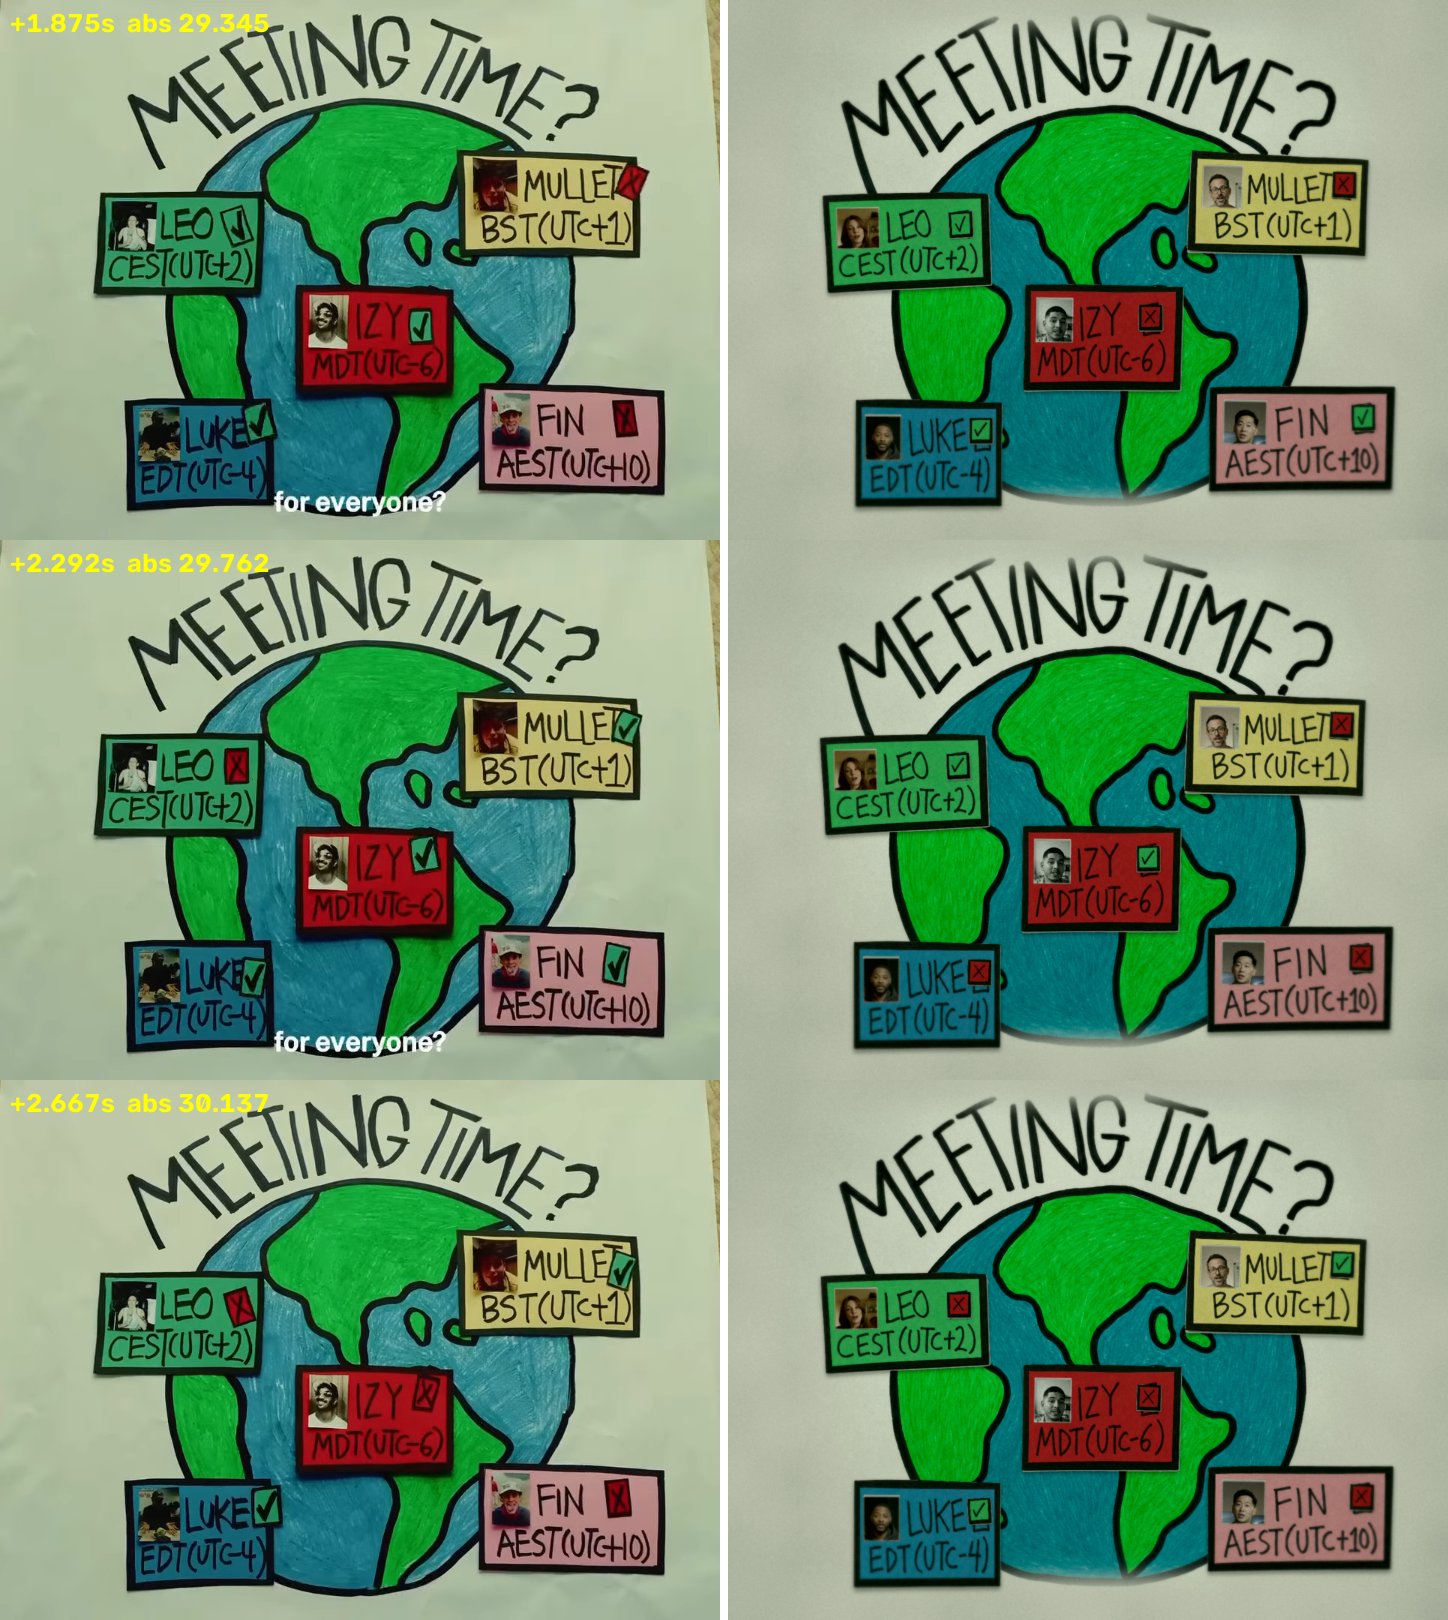 +1.875s abs 29.345
MEETING TIME?
MULLET
BST(UTC+1)
LEO
CEST(UTC+2)
IZY
MDT(UTC-6)
LUKE
EDT(UTC-4)
FIN
AEST(UTC+10)
for everyone?
MEETING TIME?
MULLET
BST(UTC+1)
LEO
CEST(UTC+2)
IZY
MDT(UTC-6)
LUKE
EDT(UTC-4)
FIN
AEST(UTC+10)
+2.292s abs 29.762
MEETING TIME?
MULLET
BST(UTC+1)
LEO
CEST(UTC+2)
IZY
MDT(UTC-6)
LUKE
EDT(UTC-4)
FIN
AEST(UTC+10)
for everyone?
MEETING TIME?
MULLET
BST(UTC+1)
LEO
CEST(UTC+2)
IZY
MDT(UTC-6)
LUKE
EDT(UTC-4)
FIN
AEST(UTC+10)
+2.667s abs 30.137
MEETING TIME?
MULLET
BST(UTC+1)
LEO
CEST(UTC+2)
IZY
MDT(UTC-6)
LUKE
EDT(UTC-4)
FIN
AEST(UTC+10)
MEETING TIME?
MULLET
BST(UTC+1)
LEO
CEST(UTC+2)
IZY
MDT(UTC-6)
LUKE
EDT(UTC-4)
FIN
AEST(UTC+10)